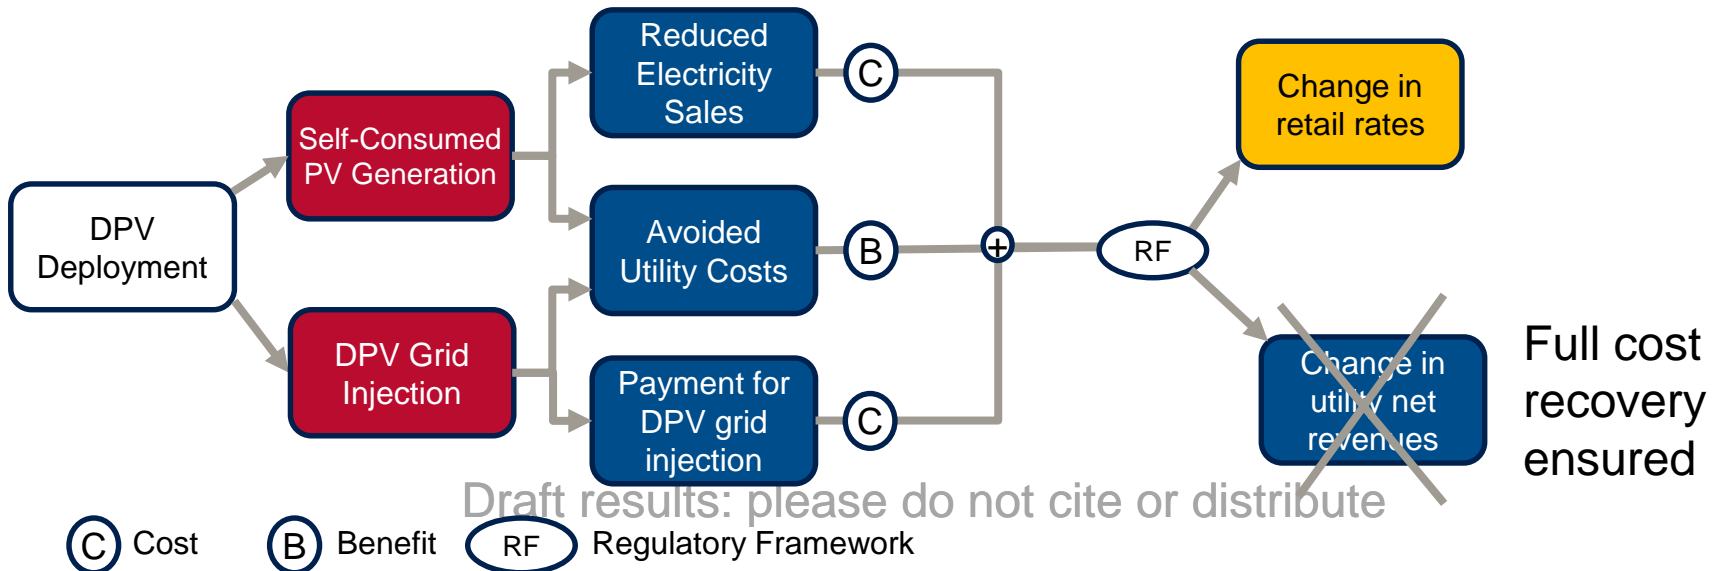 DPV
Deployment
Self-Consumed
PV Generation
DPV Grid
Injection
Reduced
Electricity
Sales
C
Avoided
Utility Costs
B
Payment for
DPV grid
injection
C
+
RF
Change in
retail rates
Change in
utility net
revenues
Full cost
recovery
ensured
Draft results: please do not cite or distribute
C Cost
B Benefit
RF Regulatory Framework